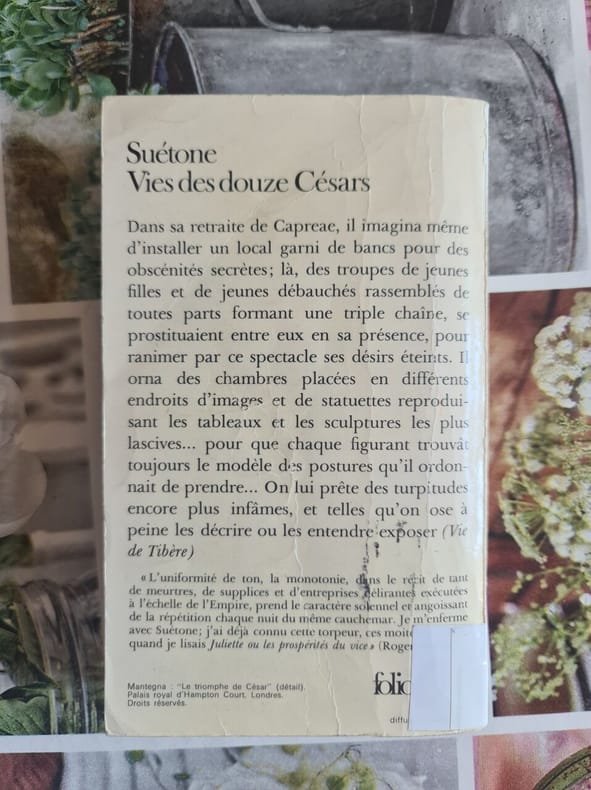 Suétone
Vies des douze Césars
Dans sa retraite de Capreae, il imagina même
d'installer un local garni de bancs pour des
obscénités secrètes; là, des troupes de jeunes
filles et de jeunes débauchés rassemblés de
toutes parts formant une triple chaîne, se
prostituaient entre eux en sa présence, pour
ranimer par ce spectacle ses désirs éteints. Il
orna des chambres placées en différents
endroits d'images et de statuettes reprodui-
sant les tableaux et les sculptures les plus
lascives... pour que chaque figurant trouvât
toujours le modèle des postures qu'il ordon-
nait de prendre... On lui prête des turpitudes
encore plus infâmes, et telles qu'on ose à
peine les décrire ou les entendre exposer (Vie
de Tibère)
« L'uniformité de ton, la monotonie, dans le récit de tant
de meurtres, de supplices et d'entreprises délirantes exécutées
à l'échelle de l'Empire, prend le caractère solennel et angoissant
de la répétition chaque nuit du même cauchemar. Je m'enferme
avec Suétone; j'ai déjà connu cette torpeur, ces
quand je lisais Juliette ou les prospérités du vice » (Roger
Mantegna : "Le triomphe de César" (détail).
Palais royal d'Hampton Court, Londres.
Droits réservés.